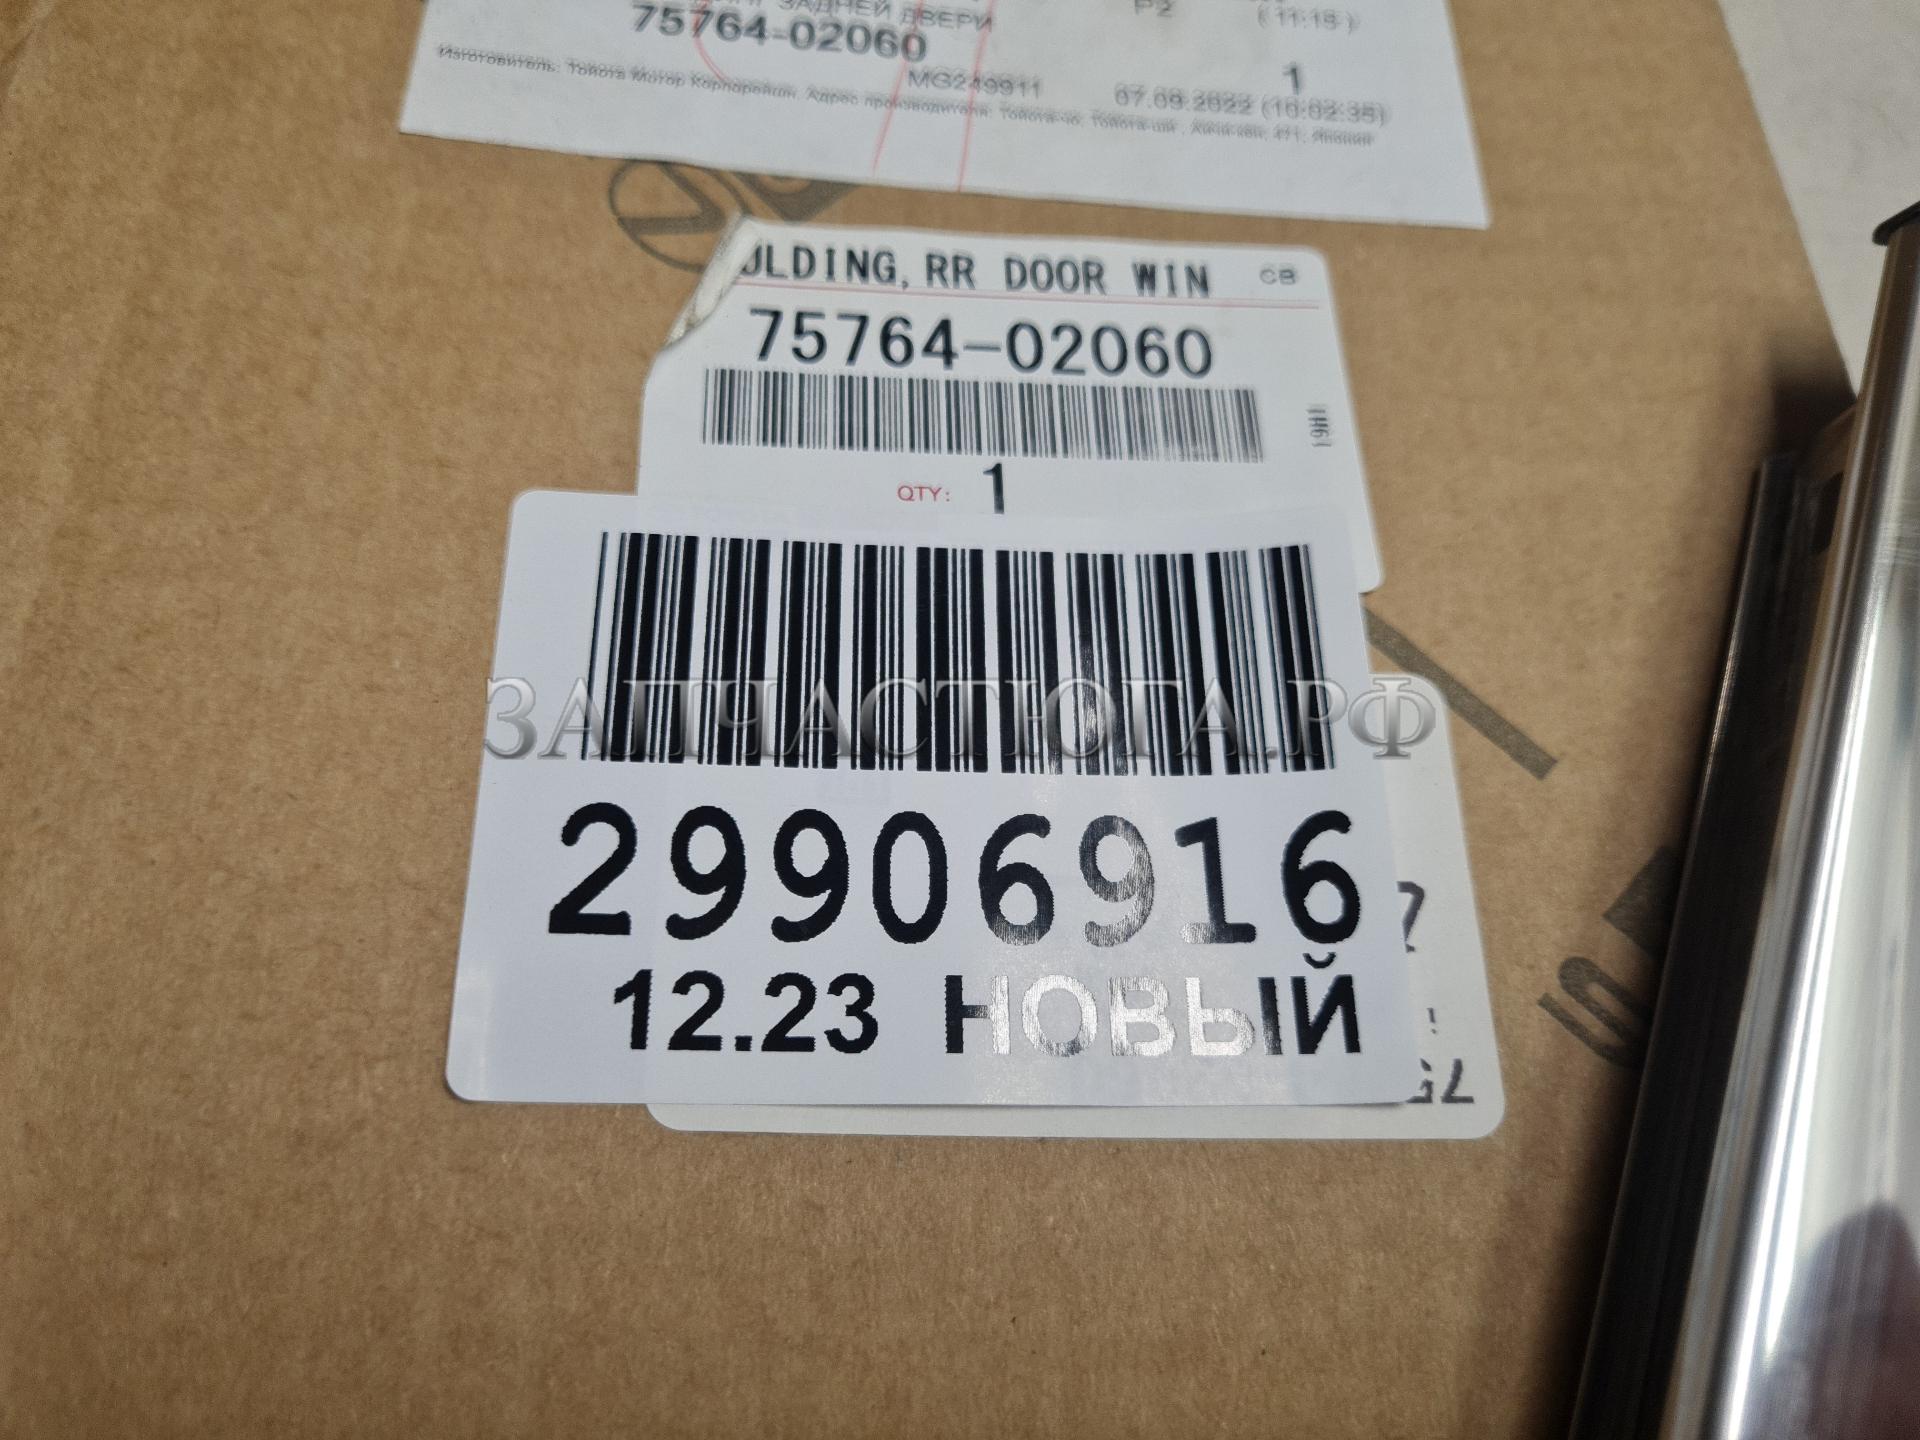 ЗАДНЕЙ ДВЕРИ
P2
(11:15)
75764-02060
MG249911
1
07.09.2022 (10:02:35)
Изготовитель: Тойота Мотор Корпорейшн. Адрес производителя: Тойота-чо, Тойота-ши, Айчи-кен, 471, Япония
ULDING, RR DOOR WIN
CB
75764-02060
QTY: 1
ЗАПЧАСТЮГА.РФ
29906916
12.23 НОВЫЙ